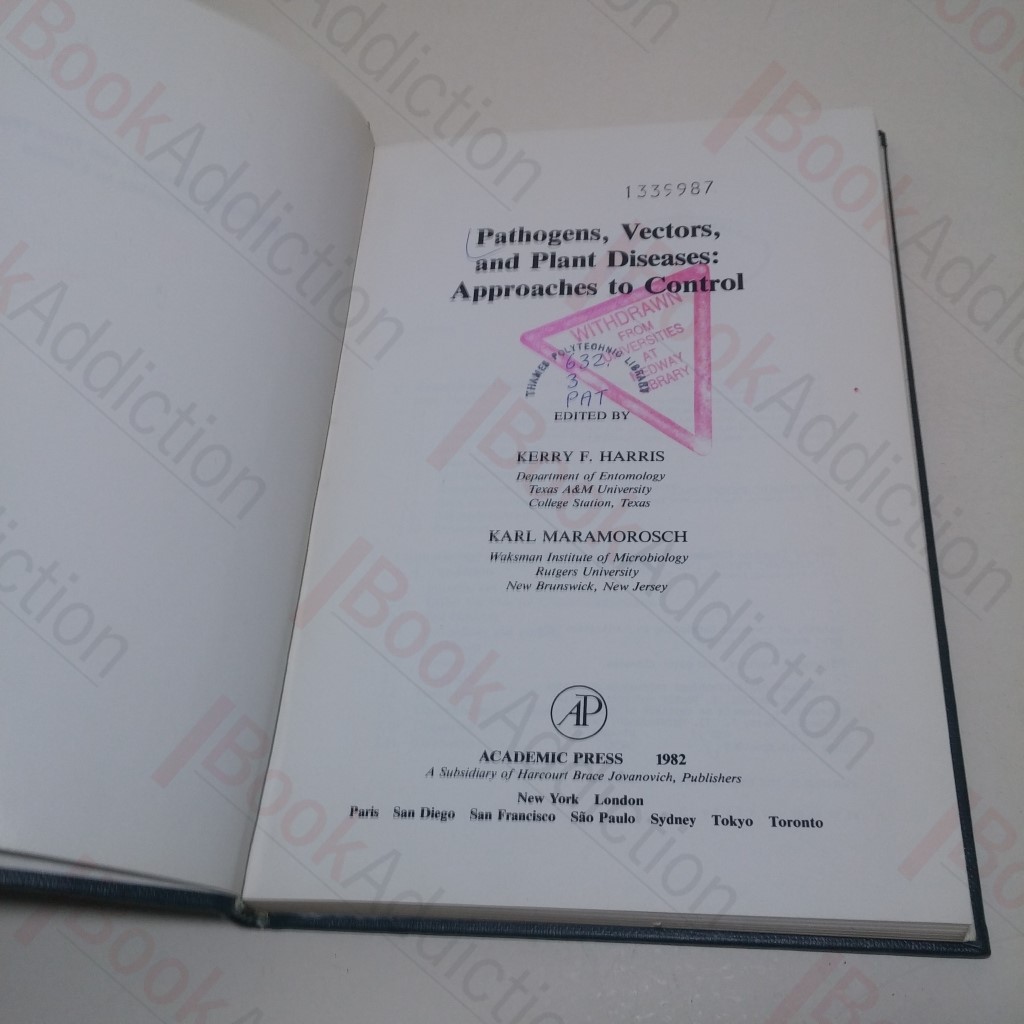 1339987
Pathogens, Vectors,
and Plant Diseases:
Approaches to Control
WITHDRAWN
FROM
UNIVERSITIES
AT
MEDWAY
LIBRARY
THAMES POLYTECHNIC LIBRARY
632.
3
PAT
EDITED BY
KERRY F. HARRIS
Department of Entomology
Texas A&M University
College Station, Texas
KARL MARAMOROSCH
Waksman Institute of Microbiology
Rutgers University
New Brunswick, New Jersey
AP
ACADEMIC PRESS 1982
A Subsidiary of Harcourt Brace Jovanovich, Publishers
New York London
Paris San Diego San Francisco São Paulo Sydney Tokyo Toronto
BookAddiction